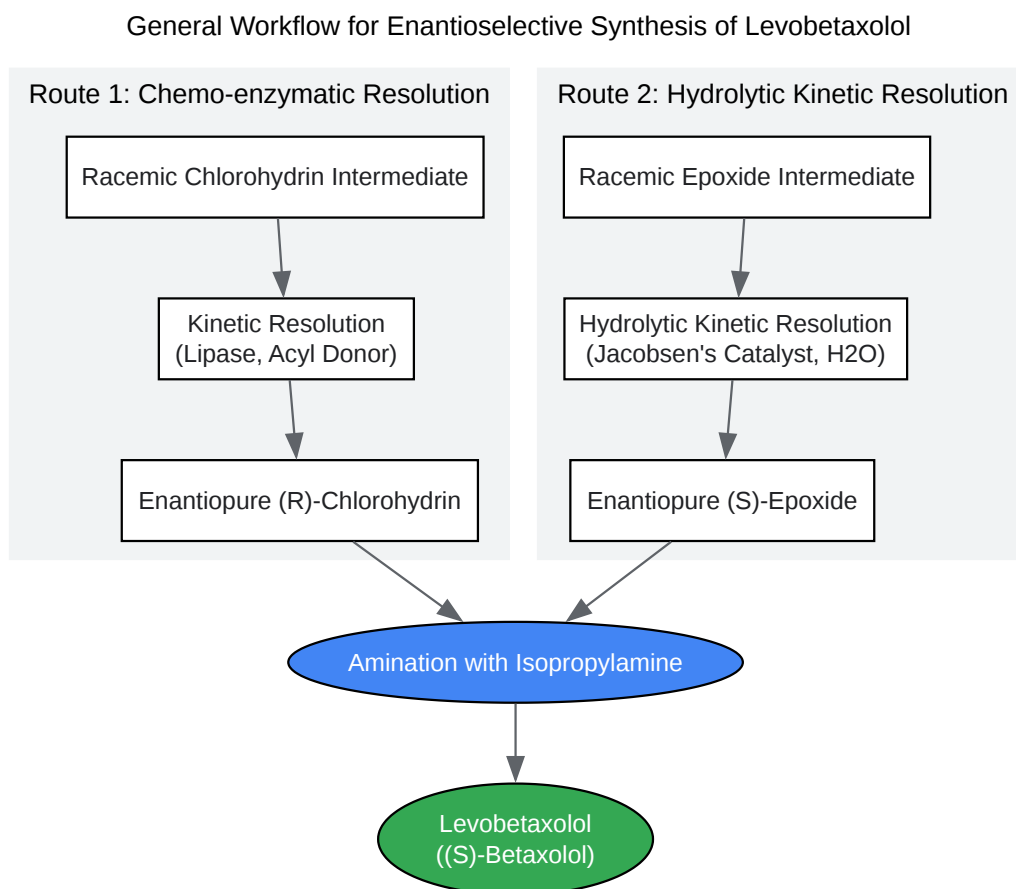 General Workflow for Enantioselective Synthesis of Levobetaxolol
Route 1: Chemo-enzymatic Resolution
Racemic Chlorohydrin Intermediate
Kinetic Resolution
(Lipase, Acyl Donor)
Enantiopure (R)-Chlorohydrin
Route 2: Hydrolytic Kinetic Resolution
Racemic Epoxide Intermediate
Hydrolytic Kinetic Resolution
(Jacobsen's Catalyst, H2O)
Enantiopure (S)-Epoxide
Amination with Isopropylamine
Levobetaxolol
((S)-Betaxolol)